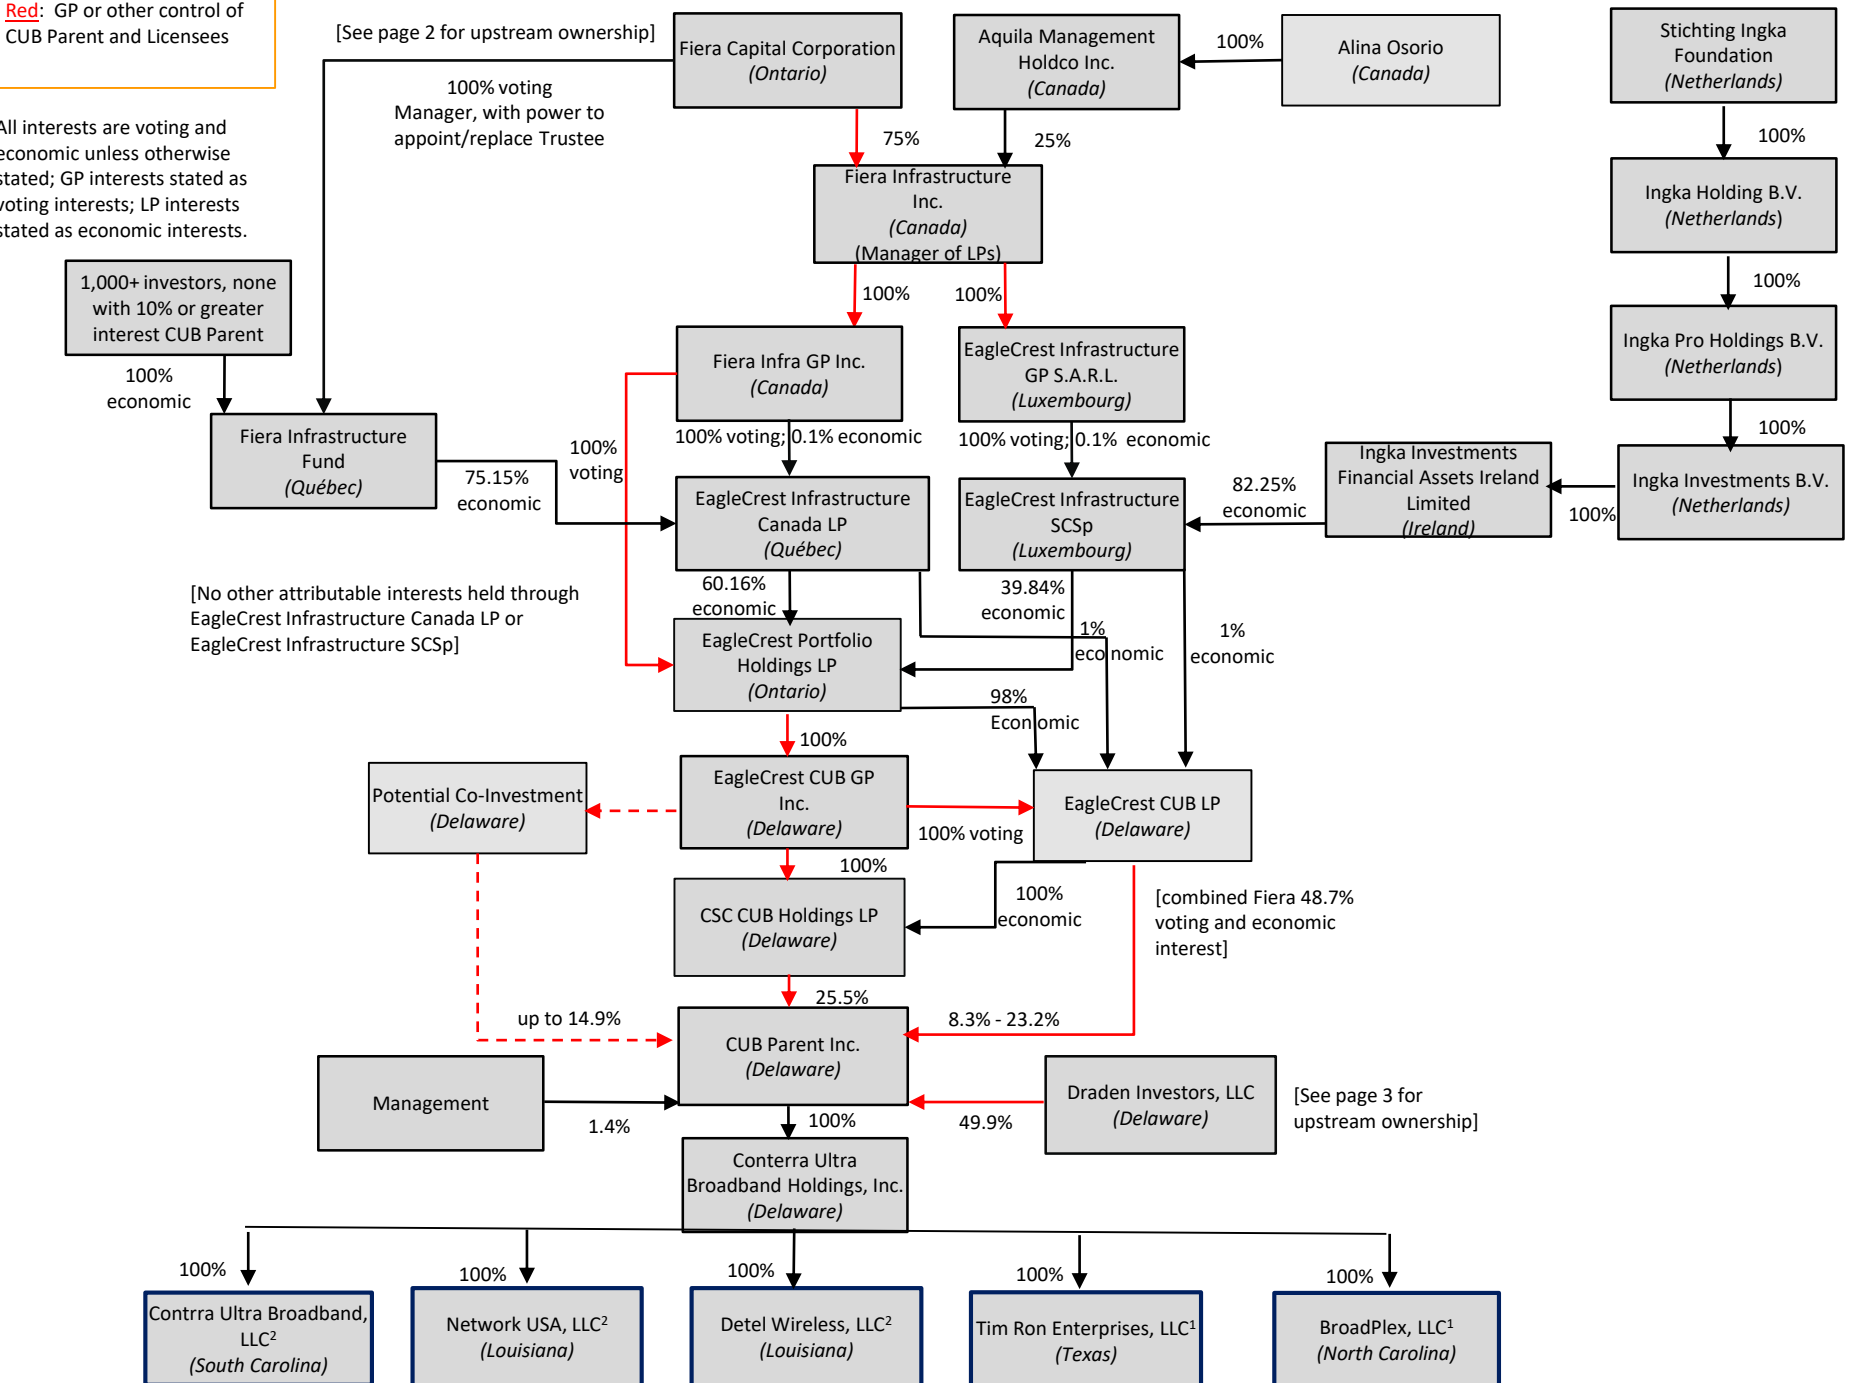 Red: GP or other control of
CUB Parent and Licensees
[See page 2 for upstream ownership]
Fiera Capital Corporation
(Ontario)
Aquila Management
Holdco Inc.
(Canada)
100%
Alina Osorio
(Canada)
Stichting Ingka
Foundation
(Netherlands)
100% voting
Manager, with power to
appoint/replace Trustee
All interests are voting and
economic unless otherwise
stated; GP interests stated as
voting interests; LP interests
stated as economic interests.
75%
25%
100%
Fiera Infrastructure
Inc.
(Canada)
(Manager of LPs)
Ingka Holding B.V.
(Netherlands)
1,000+ investors, none
with 10% or greater
interest CUB Parent
100%
100%
100%
Fiera Infra GP Inc.
(Canada)
EagleCrest Infrastructure
GP S.A.R.L.
(Luxembourg)
Ingka Pro Holdings B.V.
(Netherlands)
100%
economic
100%
Fiera Infrastructure
Fund
(Québec)
100%
voting
100% voting; 0.1% economic
100% voting; 0.1% economic
75.15%
economic
EagleCrest Infrastructure
Canada LP
(Québec)
EagleCrest Infrastructure
SCSp
(Luxembourg)
82.25%
economic
Ingka Investments
Financial Assets Ireland
Limited
(Ireland)
100%
Ingka Investments B.V.
(Netherlands)
[No other attributable interests held through
EagleCrest Infrastructure Canada LP or
EagleCrest Infrastructure SCSp]
60.16%
economic
39.84%
economic
1%
economic
1%
economic
EagleCrest Portfolio
Holdings LP
(Ontario)
98%
Economic
100%
Potential Co-Investment
(Delaware)
EagleCrest CUB GP
Inc.
(Delaware)
100% voting
EagleCrest CUB LP
(Delaware)
100%
CSC CUB Holdings LP
(Delaware)
100%
economic
[combined Fiera 48.7%
voting and economic
interest]
25.5%
up to 14.9%
8.3% - 23.2%
CUB Parent Inc.
(Delaware)
Management
1.4%
100%
49.9%
Draden Investors, LLC
(Delaware)
[See page 3 for
upstream ownership]
Conterra Ultra
Broadband Holdings, Inc.
(Delaware)
100%
100%
100%
100%
100%
Contrra Ultra Broadband,
LLC2
(South Carolina)
Network USA, LLC2
(Louisiana)
Detel Wireless, LLC2
(Louisiana)
Tim Ron Enterprises, LLC1
(Texas)
BroadPlex, LLC1
(North Carolina)